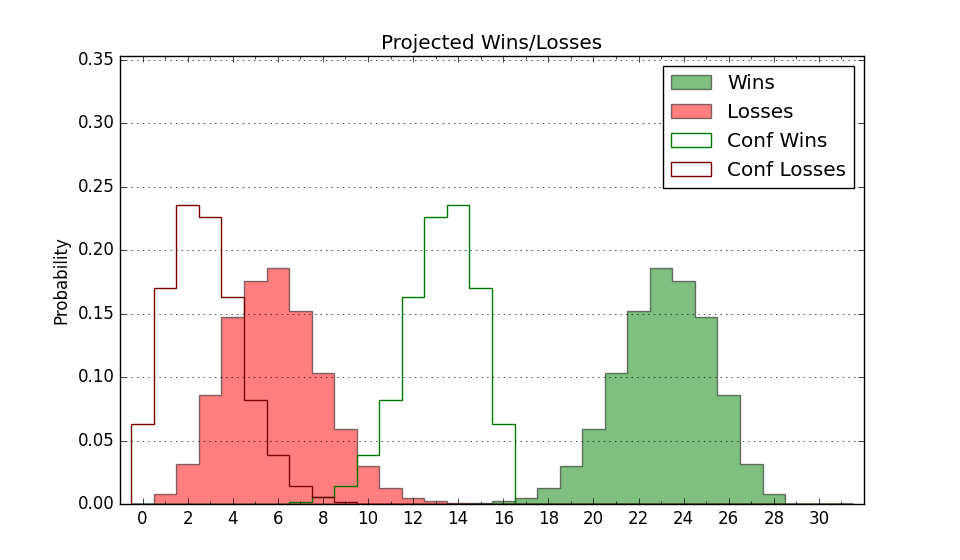 Projected Wins/Losses
0.35
0.30
0.25
0.20
0.15
0.10
0.05
0.00
Probability
Wins
Losses
Conf Wins
Conf Losses
0 2 4 6 8 10 12 14 16 18 20 22 24 26 28 30